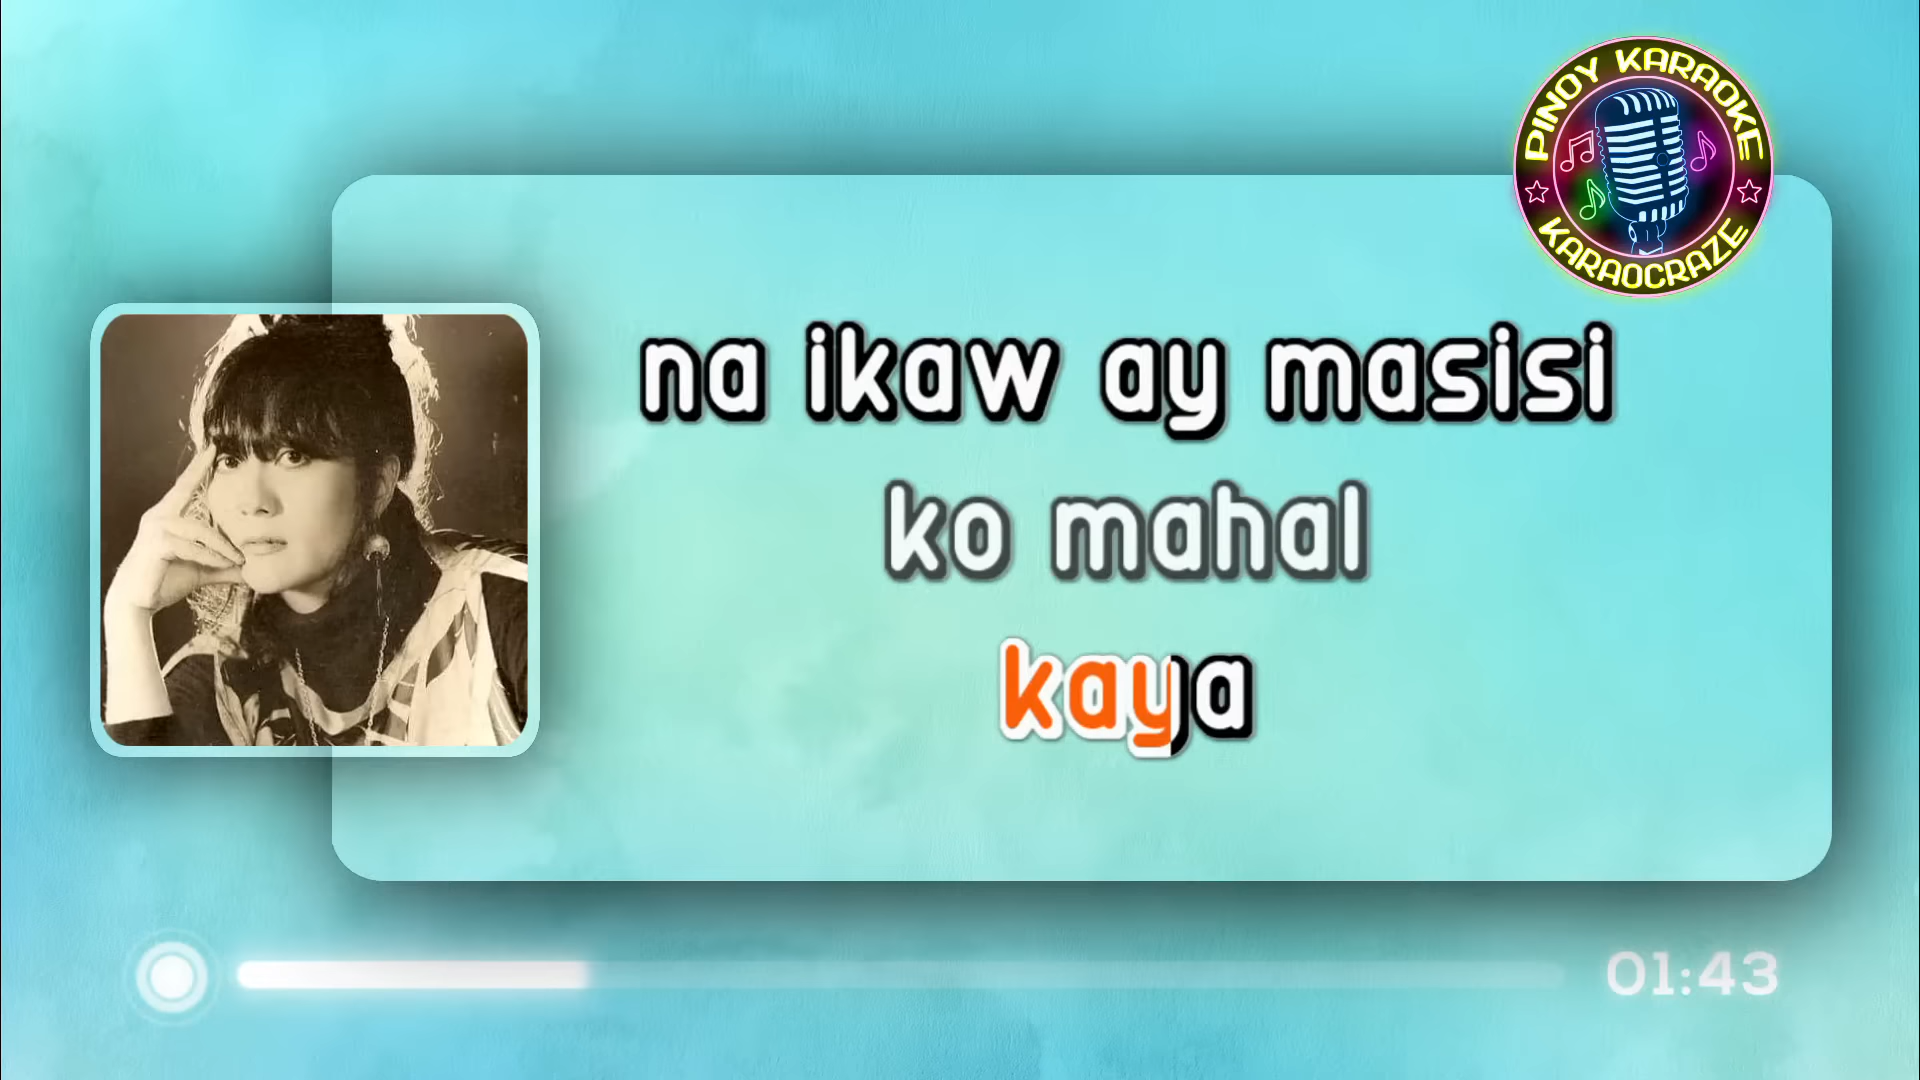 PINOY KARAOKE
KARAOCRAZE
na ikaw ay masisi
ko mahal
kaya
01:43